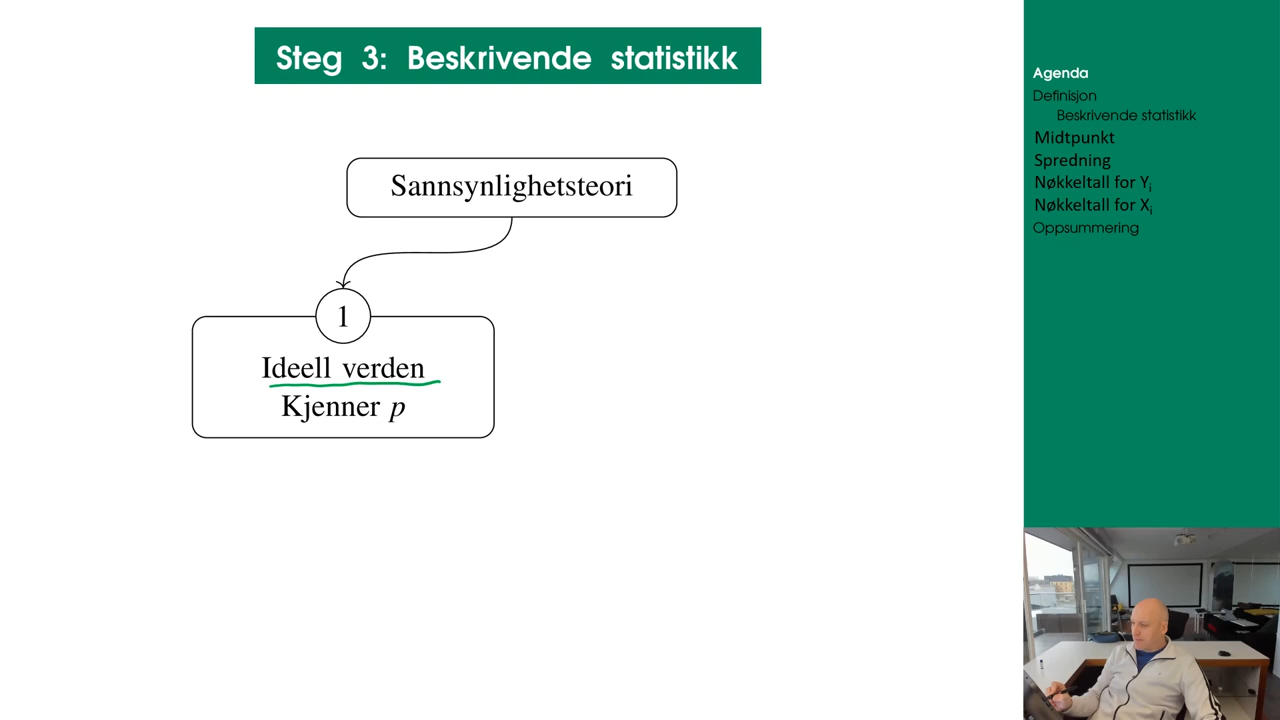 Steg 3: Beskrivende statistikk
Sannsynlighetsteori
1
Ideell verden
Kjenner p
Agenda
Definisjon
Beskrivende statistikk
Midtpunkt
Spredning
Nøkkeltall for Yᵢ
Nøkkeltall for Xᵢ
Oppsummering